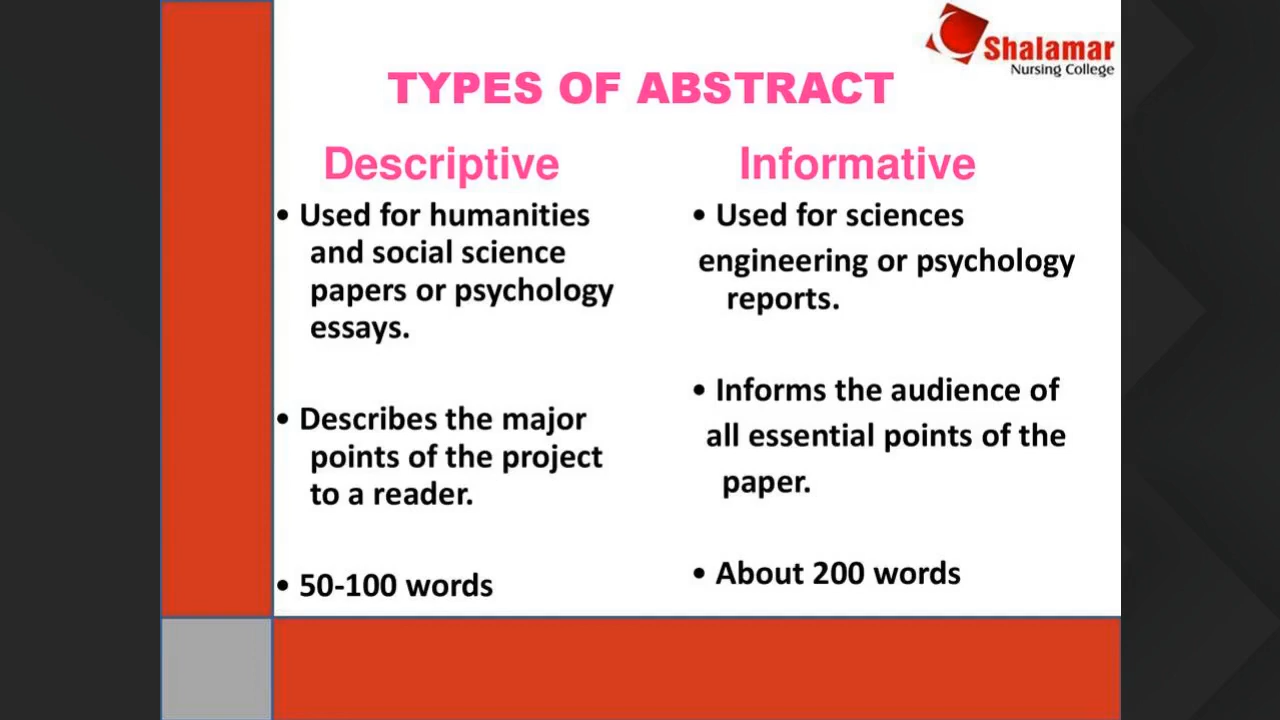 Shalamar
Nursing College
TYPES OF ABSTRACT
Descriptive
• Used for humanities
and social science
papers or psychology
essays.
• Describes the major
points of the project
to a reader.
• 50-100 words
Informative
• Used for sciences
engineering or psychology
reports.
• Informs the audience of
all essential points of the
paper.
• About 200 words